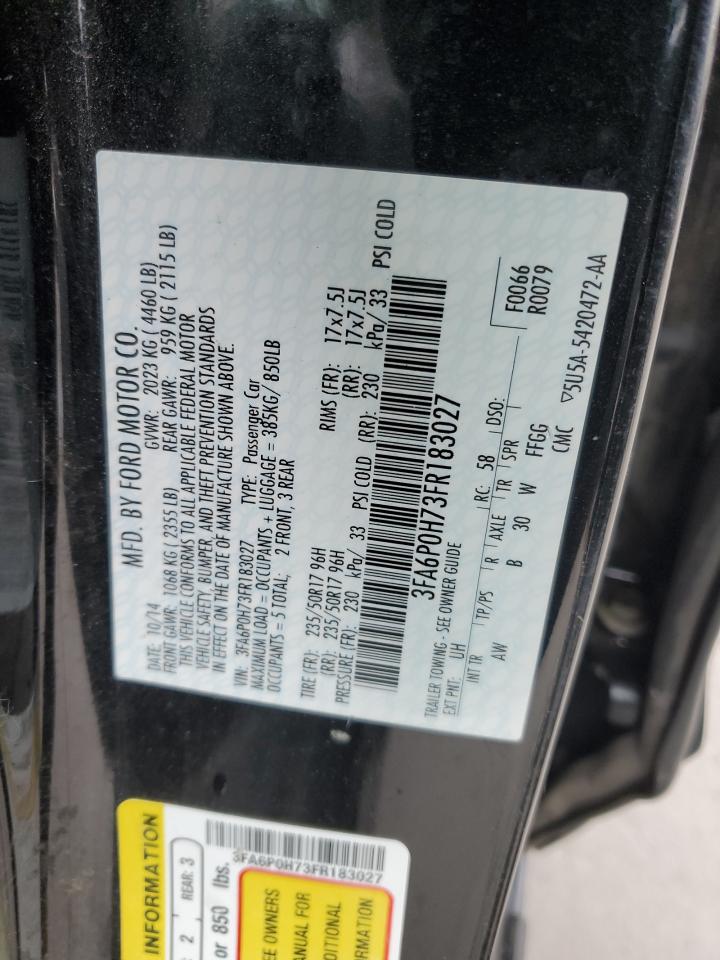 MFD. BY FORD MOTOR CO.
DATE: 10/14 GVWR: 2023 KG ( 4460 LB)
FRONT GAWR: 1068 KG ( 2355 LB) REAR GAWR: 959 KG ( 2115 LB)
THIS VEHICLE CONFORMS TO ALL APPLICABLE FEDERAL MOTOR
VEHICLE SAFETY, BUMPER, AND THEFT PREVENTION STANDARDS
IN EFFECT ON THE DATE OF MANUFACTURE SHOWN ABOVE.
VIN: 3FA6P0H73FR183027 TYPE: Passenger Car
MAXIMUM LOAD = OCCUPANTS + LUGGAGE = 385KG/ 850LB
OCCUPANTS = 5 TOTAL: 2 FRONT, 3 REAR
TIRE (FR): 235/50R17 96H RIMS (FR): 17x7.5J
(RR): 235/50R17 96H (RR): 17x7.5J
PRESSURE (FR): 230 kPa/ 33 PSI COLD (RR): 230 kPa/ 33 PSI COLD
3FA6P0H73FR183027
TRAILER TOWING - SEE OWNER GUIDE
EXT PNT: UH RC: 58 DSO:
INT TR TP/PS R AXLE TR SPR
AW B 30 W FFGG
F0066
R0079
CMC ▽5U5A-5420472-AA
INFORMATION
2 REAR: 3
or 850 lbs.
3FA6P0H73FR183027
EE OWNERS
ANUAL FOR
DITIONAL
ORMATION